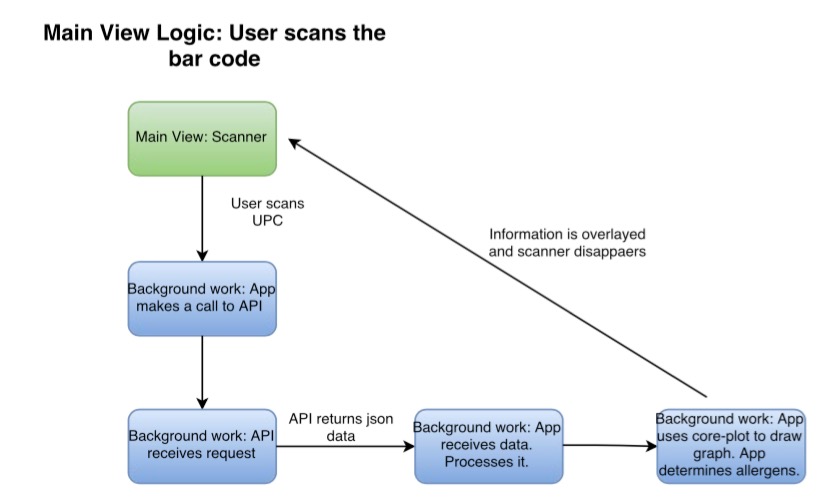 Main View Logic: User scans the
bar code
Main View: Scanner
User scans
UPC
Information is overlayed
and scanner disappaers
Background work: App
makes a call to API
Background work: API
receives request
API returns json
data
Background work: App
receives data.
Processes it.
Background work: App
uses core-plot to draw
graph. App
determines allergens.